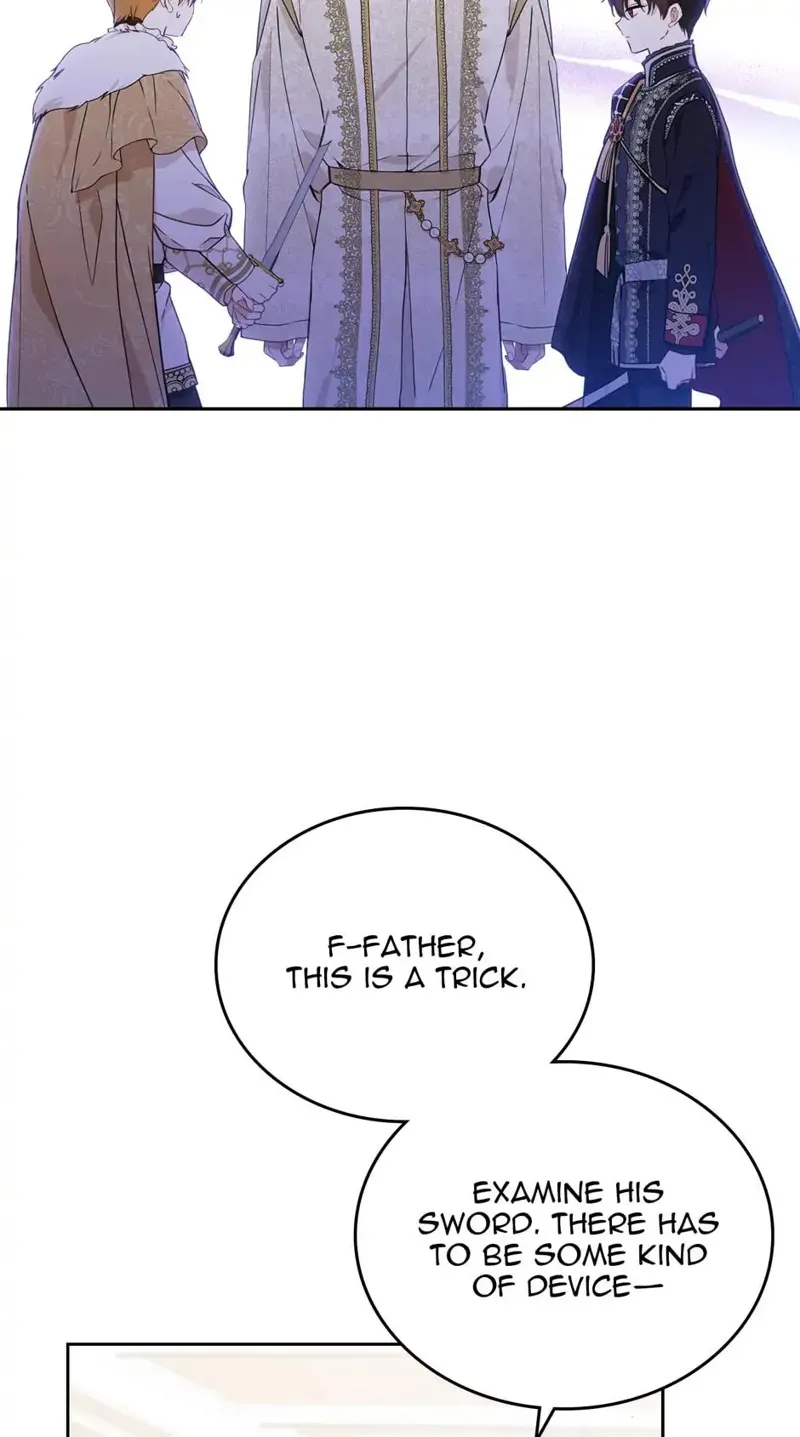 F-FATHER,
THIS IS A TRICK.
EXAMINE HIS
SWORD. THERE HAS
TO BE SOME KIND
OF DEVICE—